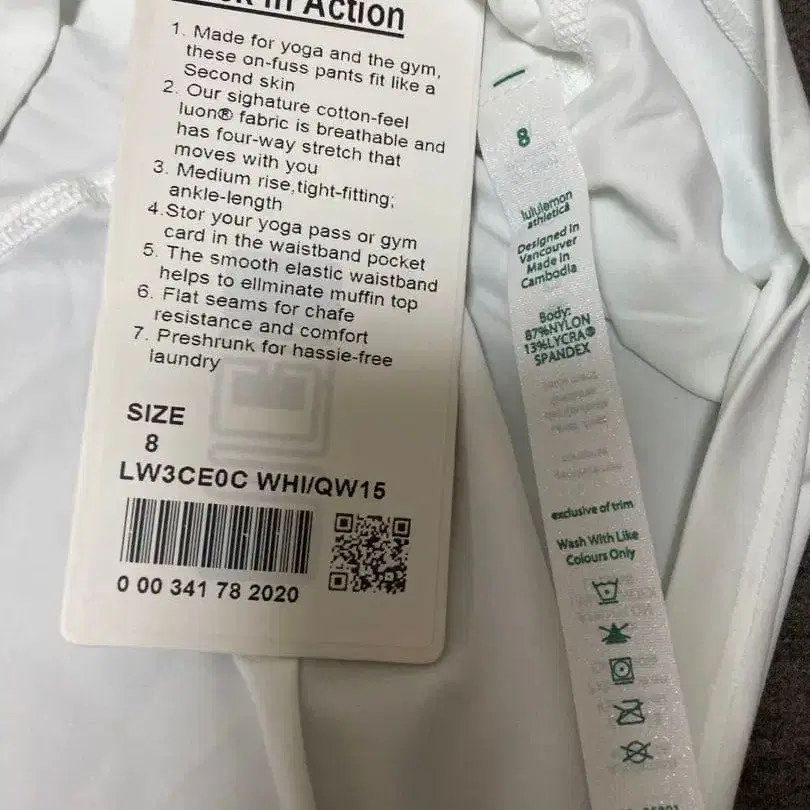 in Action
1. Made for yoga and the gym,
these on-fuss pants fit like a
Second skin
2. Our sighature cotton-feel
luon® fabric is breathable and
has four-way stretch that
moves with you
3. Medium rise,tight-fitting;
ankle-length
4.Stor your yoga pass or gym
card in the waistband pocket
5. The smooth elastic waistband
helps to ellminate muffin top
6. Flat seams for chafe
resistance and comfort
7. Preshrunk for hassie-free
laundry
SIZE
8
LW3CE0C WHI/QW15
0 00 341 78 2020
8
lululemon
athletica
Designed in
Vancouver
Made in
Cambodia
Body:
87%NYLON
13%LYCRA®
SPANDEX
exclusive of trim
Wash With Like
Colours Only